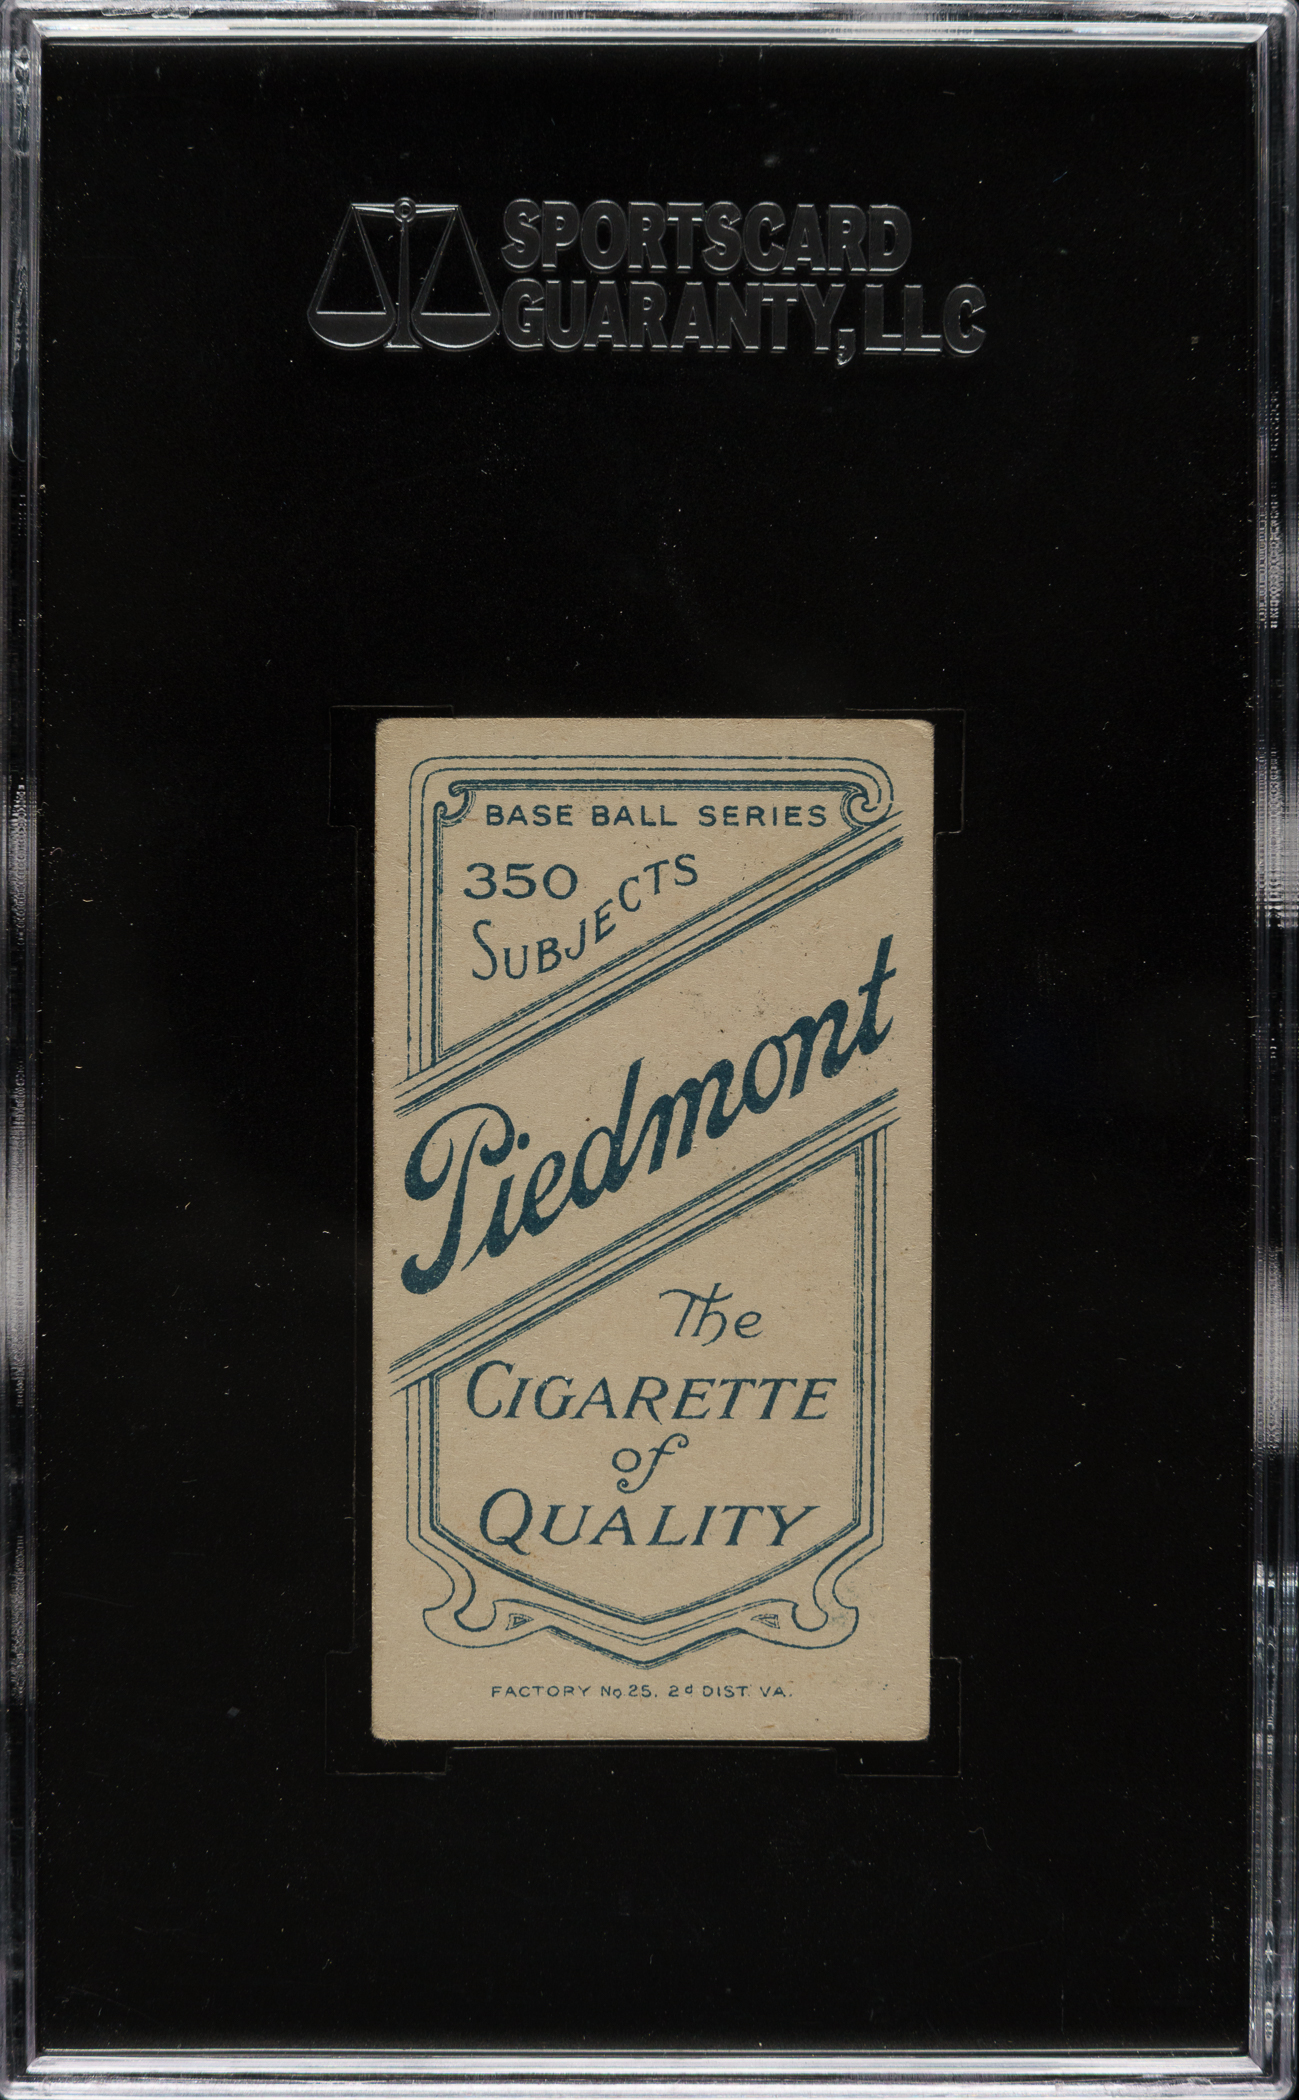 SPORTSCARD
GUARANTY, LLC
BASE BALL SERIES
350
SUBJECTS
Piedmont
The
CIGARETTE
of
QUALITY
FACTORY No 25. 2d DIST. VA.